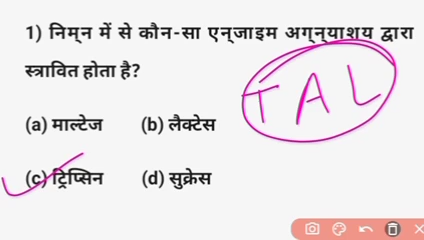 1) निम्न में से कौन-सा एन्जाइम अग्न्याशय द्वारा
स्त्रावित होता है?
TAL
(a) माल्टेज (b) लैक्टेस
(c) ट्रिप्सिन (d) सुक्रेस